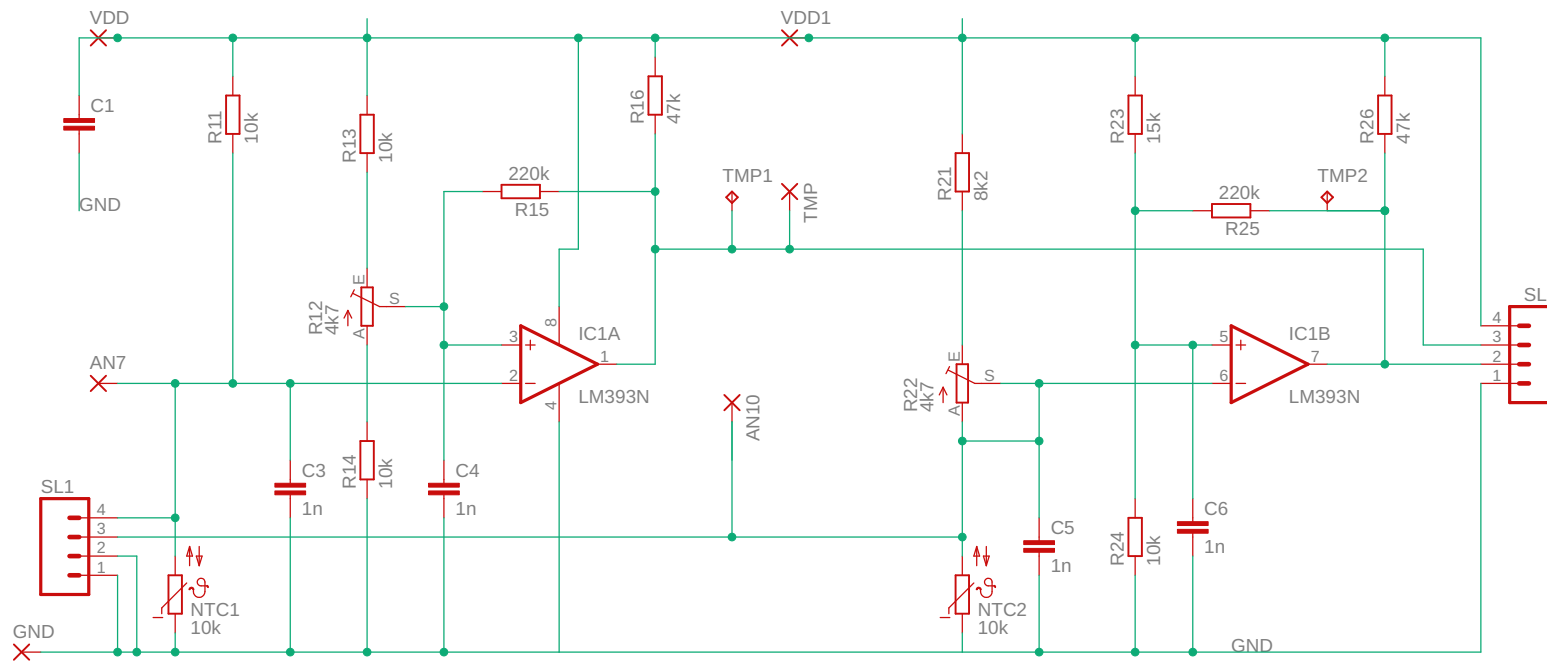 VDD
VDD1
C1
R11
10k
R13
10k
R16
47k
R21
8k2
R23
15k
R26
47k
GND
220k
R15
TMP1
TMP
220k
R25
TMP2
E
S
A
R12
4k7
8
3
2
1
4
IC1A
LM393N
E
S
A
R22
4k7
5
6
7
IC1B
LM393N
SL
4
3
2
1
AN7
AN10
C3
1n
R14
10k
C4
1n
SL1
4
3
2
1
C5
1n
R24
10k
C6
1n
NTC1
10k
NTC2
10k
GND
GND